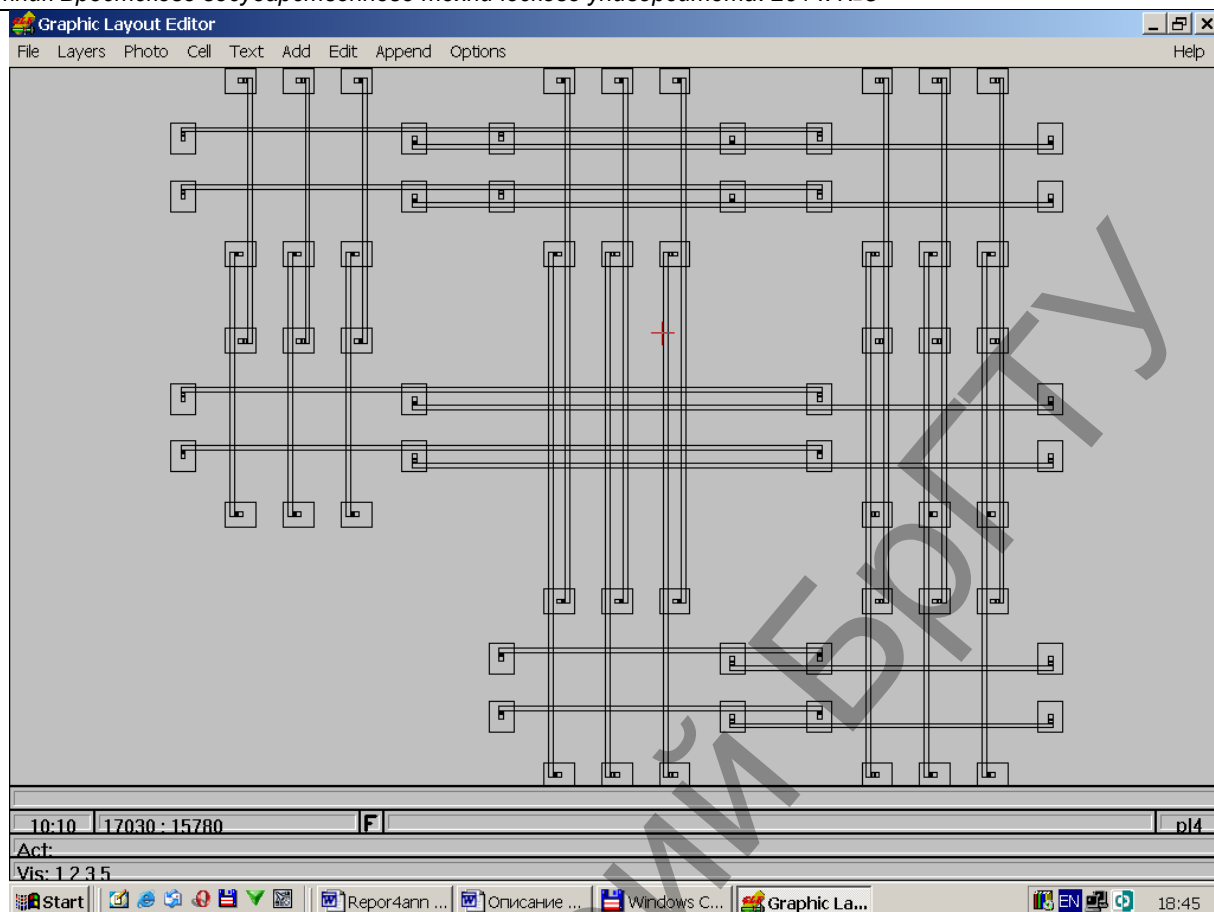 Graphic Layout Editor
File Layers Photo Cell Text Add Edit Append Options Help
10:10 17030 : 15780 F pl4
Act:
Vis: 1 2 3 5
Start Repor4ann ... Описание ... Windows C... Graphic La... EN 18:45
БрГТУ